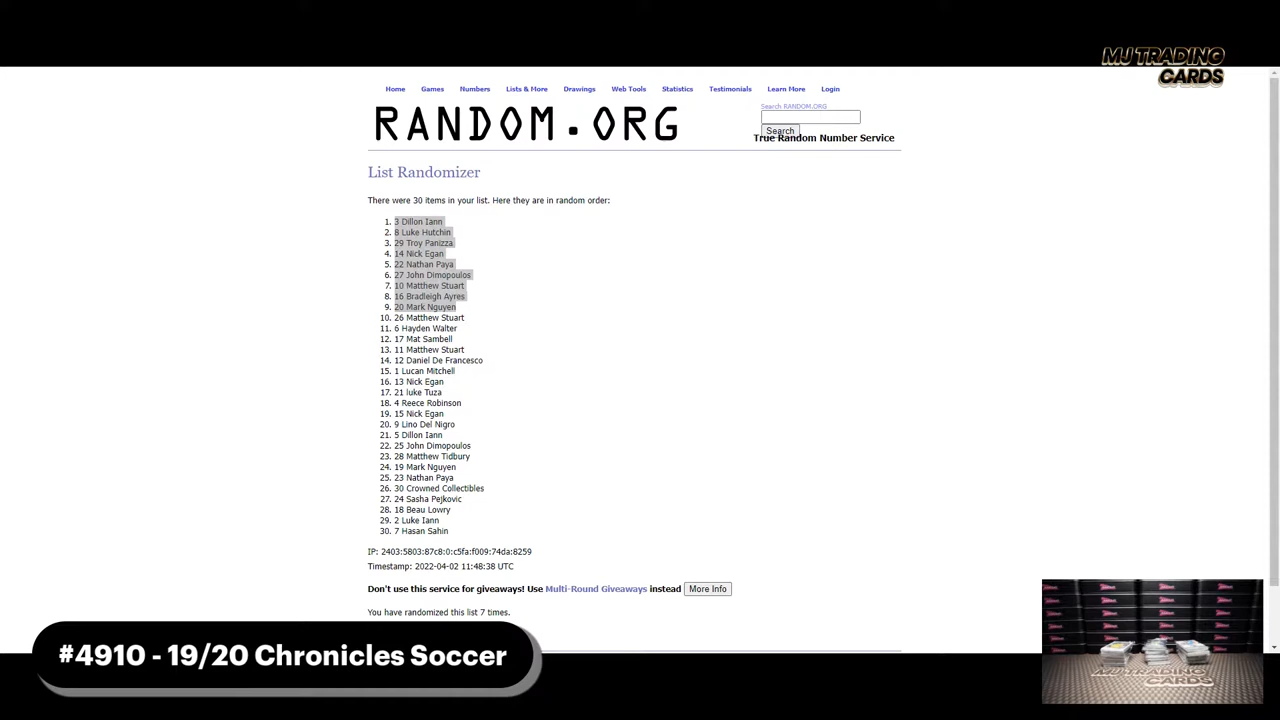 MJ TRADING
CARDS
Home Games Numbers Lists & More Drawings Web Tools Statistics Testimonials Learn More Login
RANDOM.ORG
Search RANDOM.ORG
Search
True Random Number Service
List Randomizer
There were 30 items in your list. Here they are in random order:
1. 3 Dillon Iann
2. 8 Luke Hutchin
3. 29 Troy Panizza
4. 14 Nick Egan
5. 22 Nathan Paya
6. 27 John Dimopoulos
7. 10 Matthew Stuart
8. 16 Bradleigh Ayres
9. 20 Mark Nguyen
10. 26 Matthew Stuart
11. 6 Hayden Walter
12. 17 Mat Sambell
13. 11 Matthew Stuart
14. 12 Daniel De Francesco
15. 1 Lucan Mitchell
16. 13 Nick Egan
17. 21 luke Tuza
18. 4 Reece Robinson
19. 15 Nick Egan
20. 9 Lino Del Nigro
21. 5 Dillon Iann
22. 25 John Dimopoulos
23. 28 Matthew Tidbury
24. 19 Mark Nguyen
25. 23 Nathan Paya
26. 30 Crowned Collectibles
27. 24 Sasha Pejkovic
28. 18 Beau Lowry
29. 2 Luke Iann
30. 7 Hasan Sahin
IP: 2403:5803:87c8:0:c5fa:f009:74da:8259
Timestamp: 2022-04-02 11:48:38 UTC
Don't use this service for giveaways! Use Multi-Round Giveaways instead More Info
You have randomized this list 7 times.
#4910 - 19/20 Chronicles Soccer
MJ TRADING
CARDS